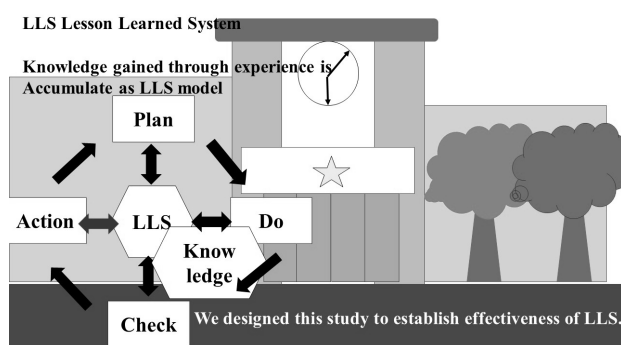 LLS Lesson Learned System
Knowledge gained through experience is
Accumulate as LLS model
Plan
Action
LLS
Do
Know
ledge
Check
We designed this study to establish effectiveness of LLS.